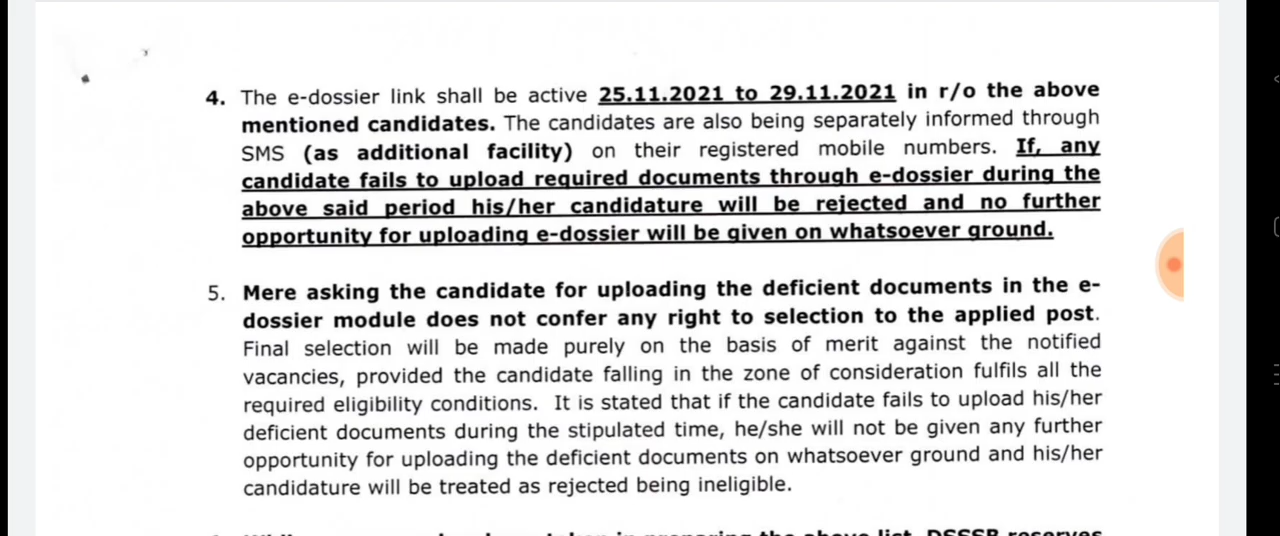 4. The e-dossier link shall be active 25.11.2021 to 29.11.2021 in r/o the above
mentioned candidates. The candidates are also being separately informed through
SMS (as additional facility) on their registered mobile numbers. If, any
candidate fails to upload required documents through e-dossier during the
above said period his/her candidature will be rejected and no further
opportunity for uploading e-dossier will be given on whatsoever ground.
5. Mere asking the candidate for uploading the deficient documents in the e-
dossier module does not confer any right to selection to the applied post.
Final selection will be made purely on the basis of merit against the notified
vacancies, provided the candidate falling in the zone of consideration fulfils all the
required eligibility conditions. It is stated that if the candidate fails to upload his/her
deficient documents during the stipulated time, he/she will not be given any further
opportunity for uploading the deficient documents on whatsoever ground and his/her
candidature will be treated as rejected being ineligible.
in preparing the above list, DSSSB reserves